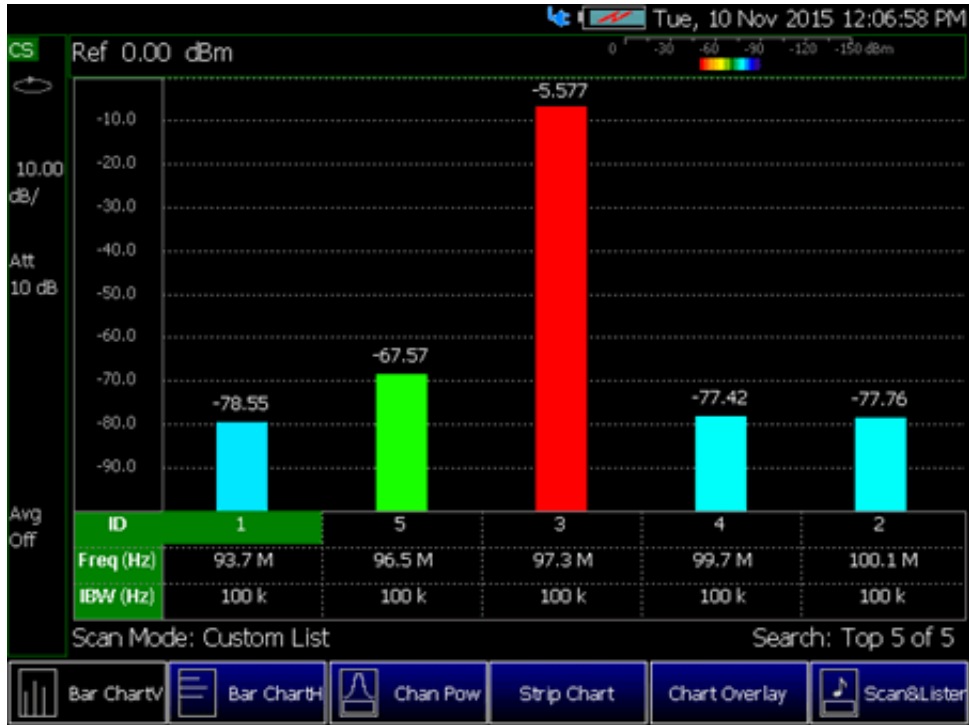 Tue, 10 Nov 2015 12:06:58 PM
CS
Ref 0.00 dBm
0 -30 -60 -90 -120 -150 dBm
-5.577
-10.0
10.00
dB/
-20.0
-30.0
-40.0
Att
10 dB
-50.0
-60.0
-67.57
-70.0
-78.55
-77.42
-77.76
-80.0
-90.0
Avg
Off
ID 1 5 3 4 2
Freq (Hz) 93.7 M 96.5 M 97.3 M 99.7 M 100.1 M
IBW (Hz) 100 k 100 k 100 k 100 k 100 k
Scan Mode: Custom List Search: Top 5 of 5
Bar ChartV Bar ChartH Chan Pow Strip Chart Chart Overlay Scan&Lister